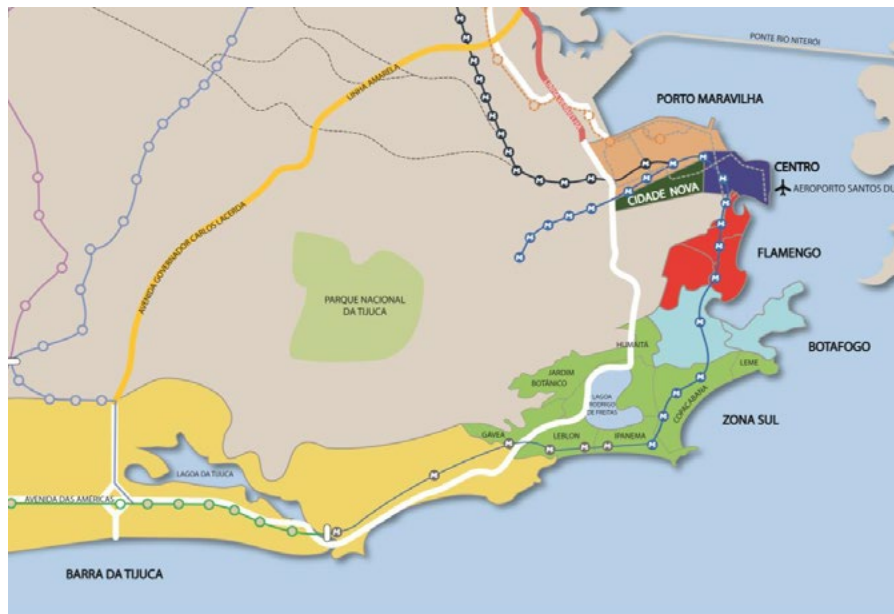 PONTE RIO NITERÓI
LINHA AMARELA
PORTO MARAVILHA
CENTRO
AEROPORTO SANTOS DU
CIDADE NOVA
AVENIDA GOVERNADOR CARLOS LACERDA
FLAMENGO
PARQUE NACIONAL
DA TIJUCA
HUMAITÁ
BOTAFOGO
LEME
JARDIM
BOTÂNICO
LAGOA
RODRIGO
DE FREITAS
COPACABANA
ZONA SUL
GÁVEA
LEBLON
IPANEMA
LAGOA DA TIJUCA
AVENIDA DAS AMÉRICAS
BARRA DA TIJUCA